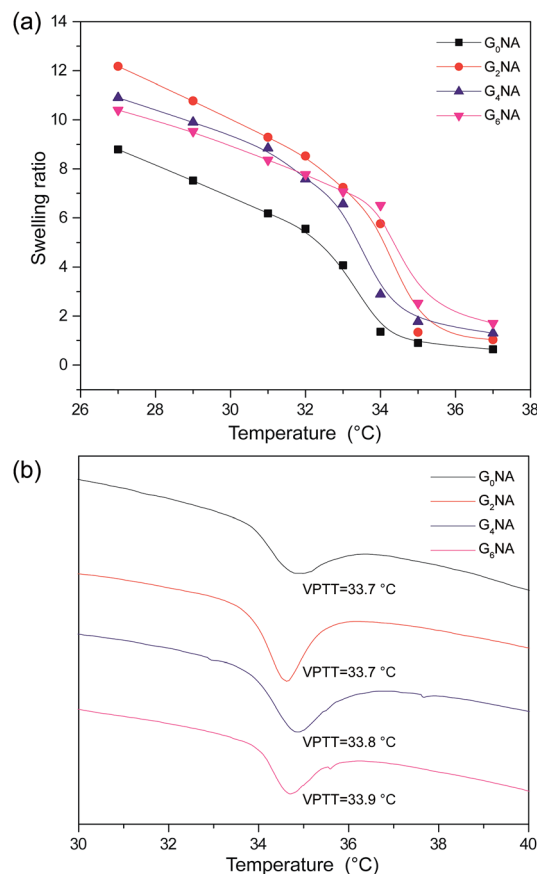 (a)
14
12
10
8
6
4
2
0
Swelling ratio
G₀NA
G₂NA
G₄NA
G₆NA
26 28 30 32 34 36 38
Temperature (°C)
(b)
G₀NA
G₂NA
G₄NA
G₆NA
VPTT=33.7 °C
VPTT=33.7 °C
VPTT=33.8 °C
VPTT=33.9 °C
30 32 34 36 38 40
Temperature (°C)